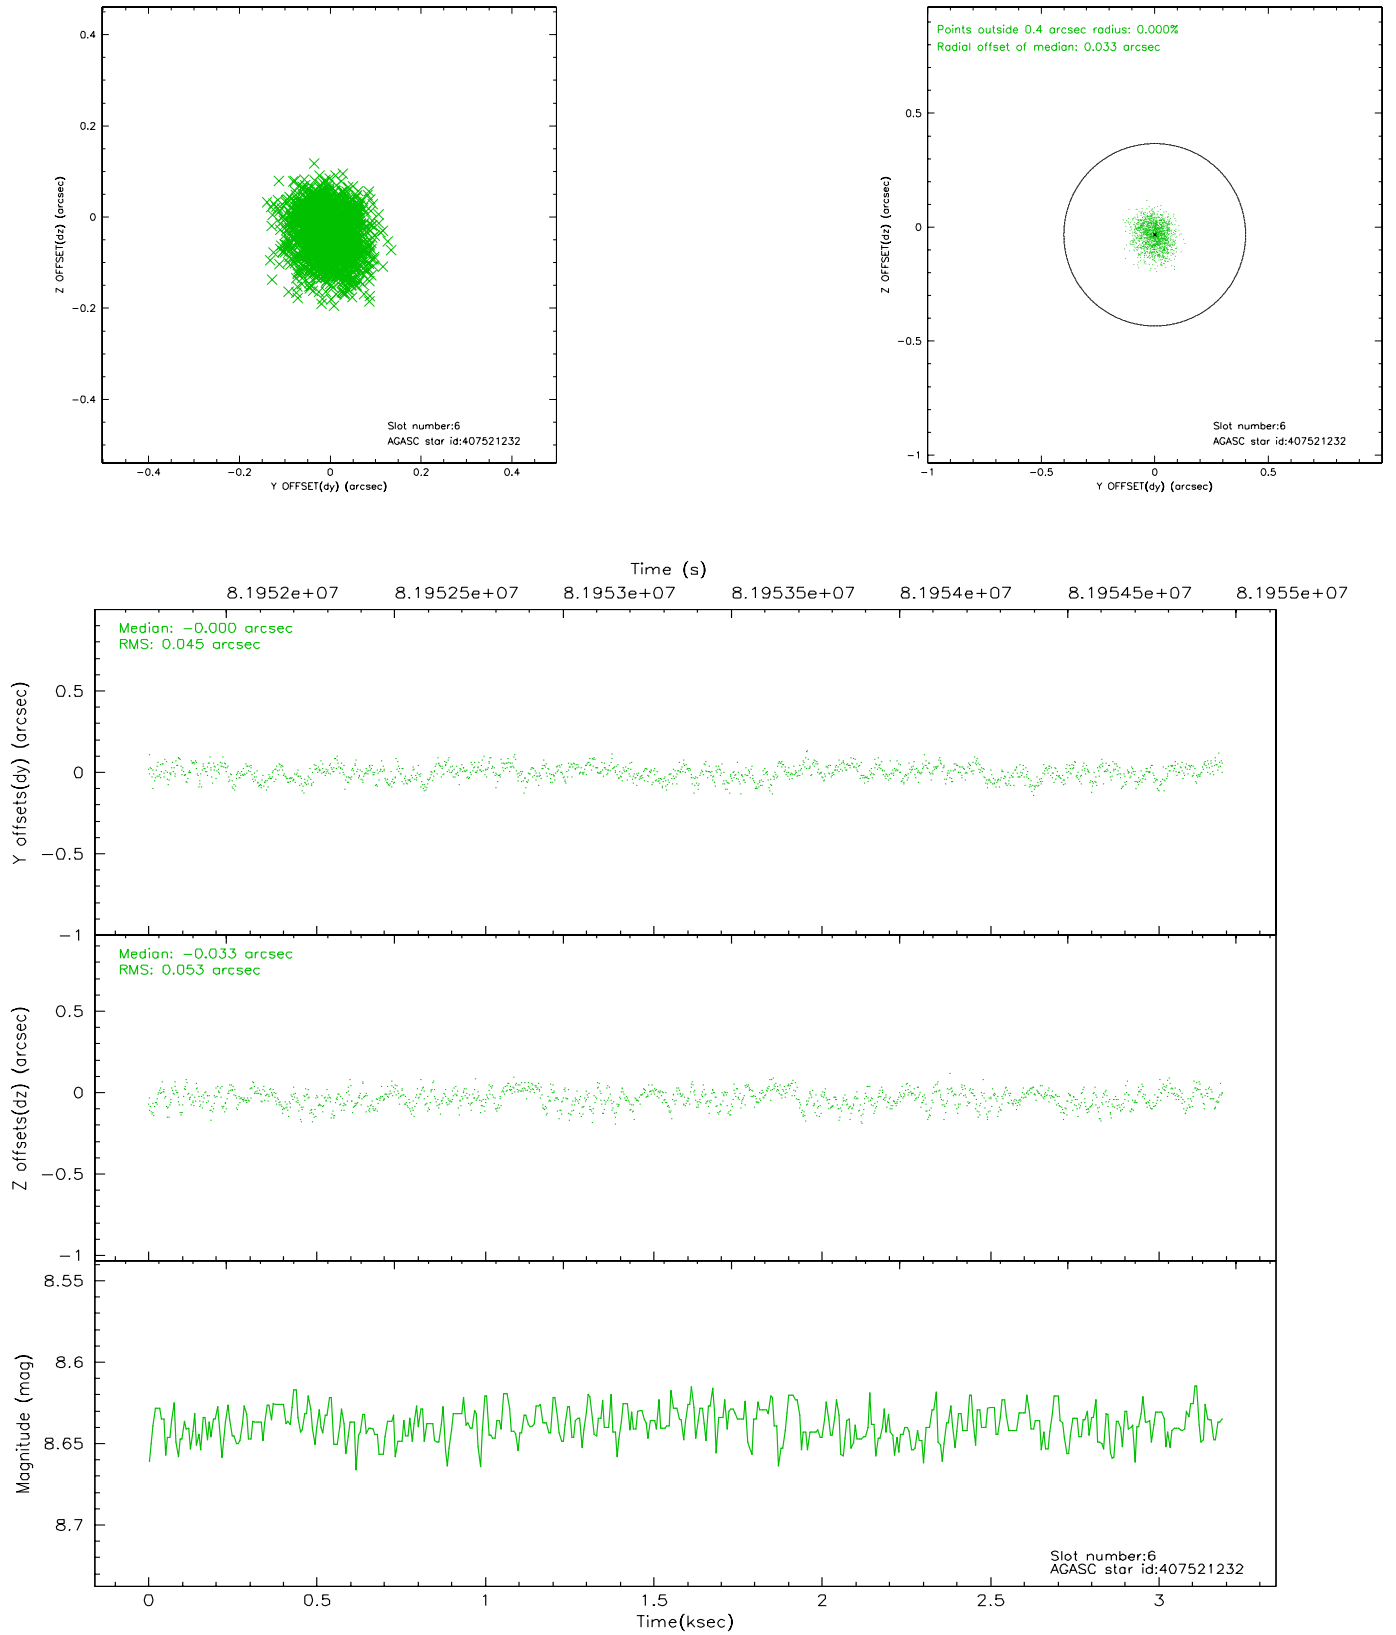 0.4
0.2
0
−0.2
−0.4
Z OFFSET(dz) (arcsec)
Slot number:6
AGASC star id:407521232
−0.4 −0.2 0 0.2 0.4
Y OFFSET(dy) (arcsec)
Points outside 0.4 arcsec radius: 0.000%
Radial offset of median: 0.033 arcsec
0.5
0
−0.5
−1
Z OFFSET(dz) (arcsec)
Slot number:6
AGASC star id:407521232
−1 −0.5 0 0.5
Y OFFSET(dy) (arcsec)
Time (s)
8.1952e+07 8.19525e+07 8.1953e+07 8.19535e+07 8.1954e+07 8.19545e+07 8.1955e+07
Median: −0.000 arcsec
RMS: 0.045 arcsec
0.5
0
−0.5
−1
Y offsets(dy) (arcsec)
Median: −0.033 arcsec
RMS: 0.053 arcsec
0.5
0
−0.5
−1
Z offsets(dz) (arcsec)
8.55
8.6
8.65
8.7
Magnitude (mag)
Slot number:6
AGASC star id:407521232
0 0.5 1 1.5 2 2.5 3
Time(ksec)